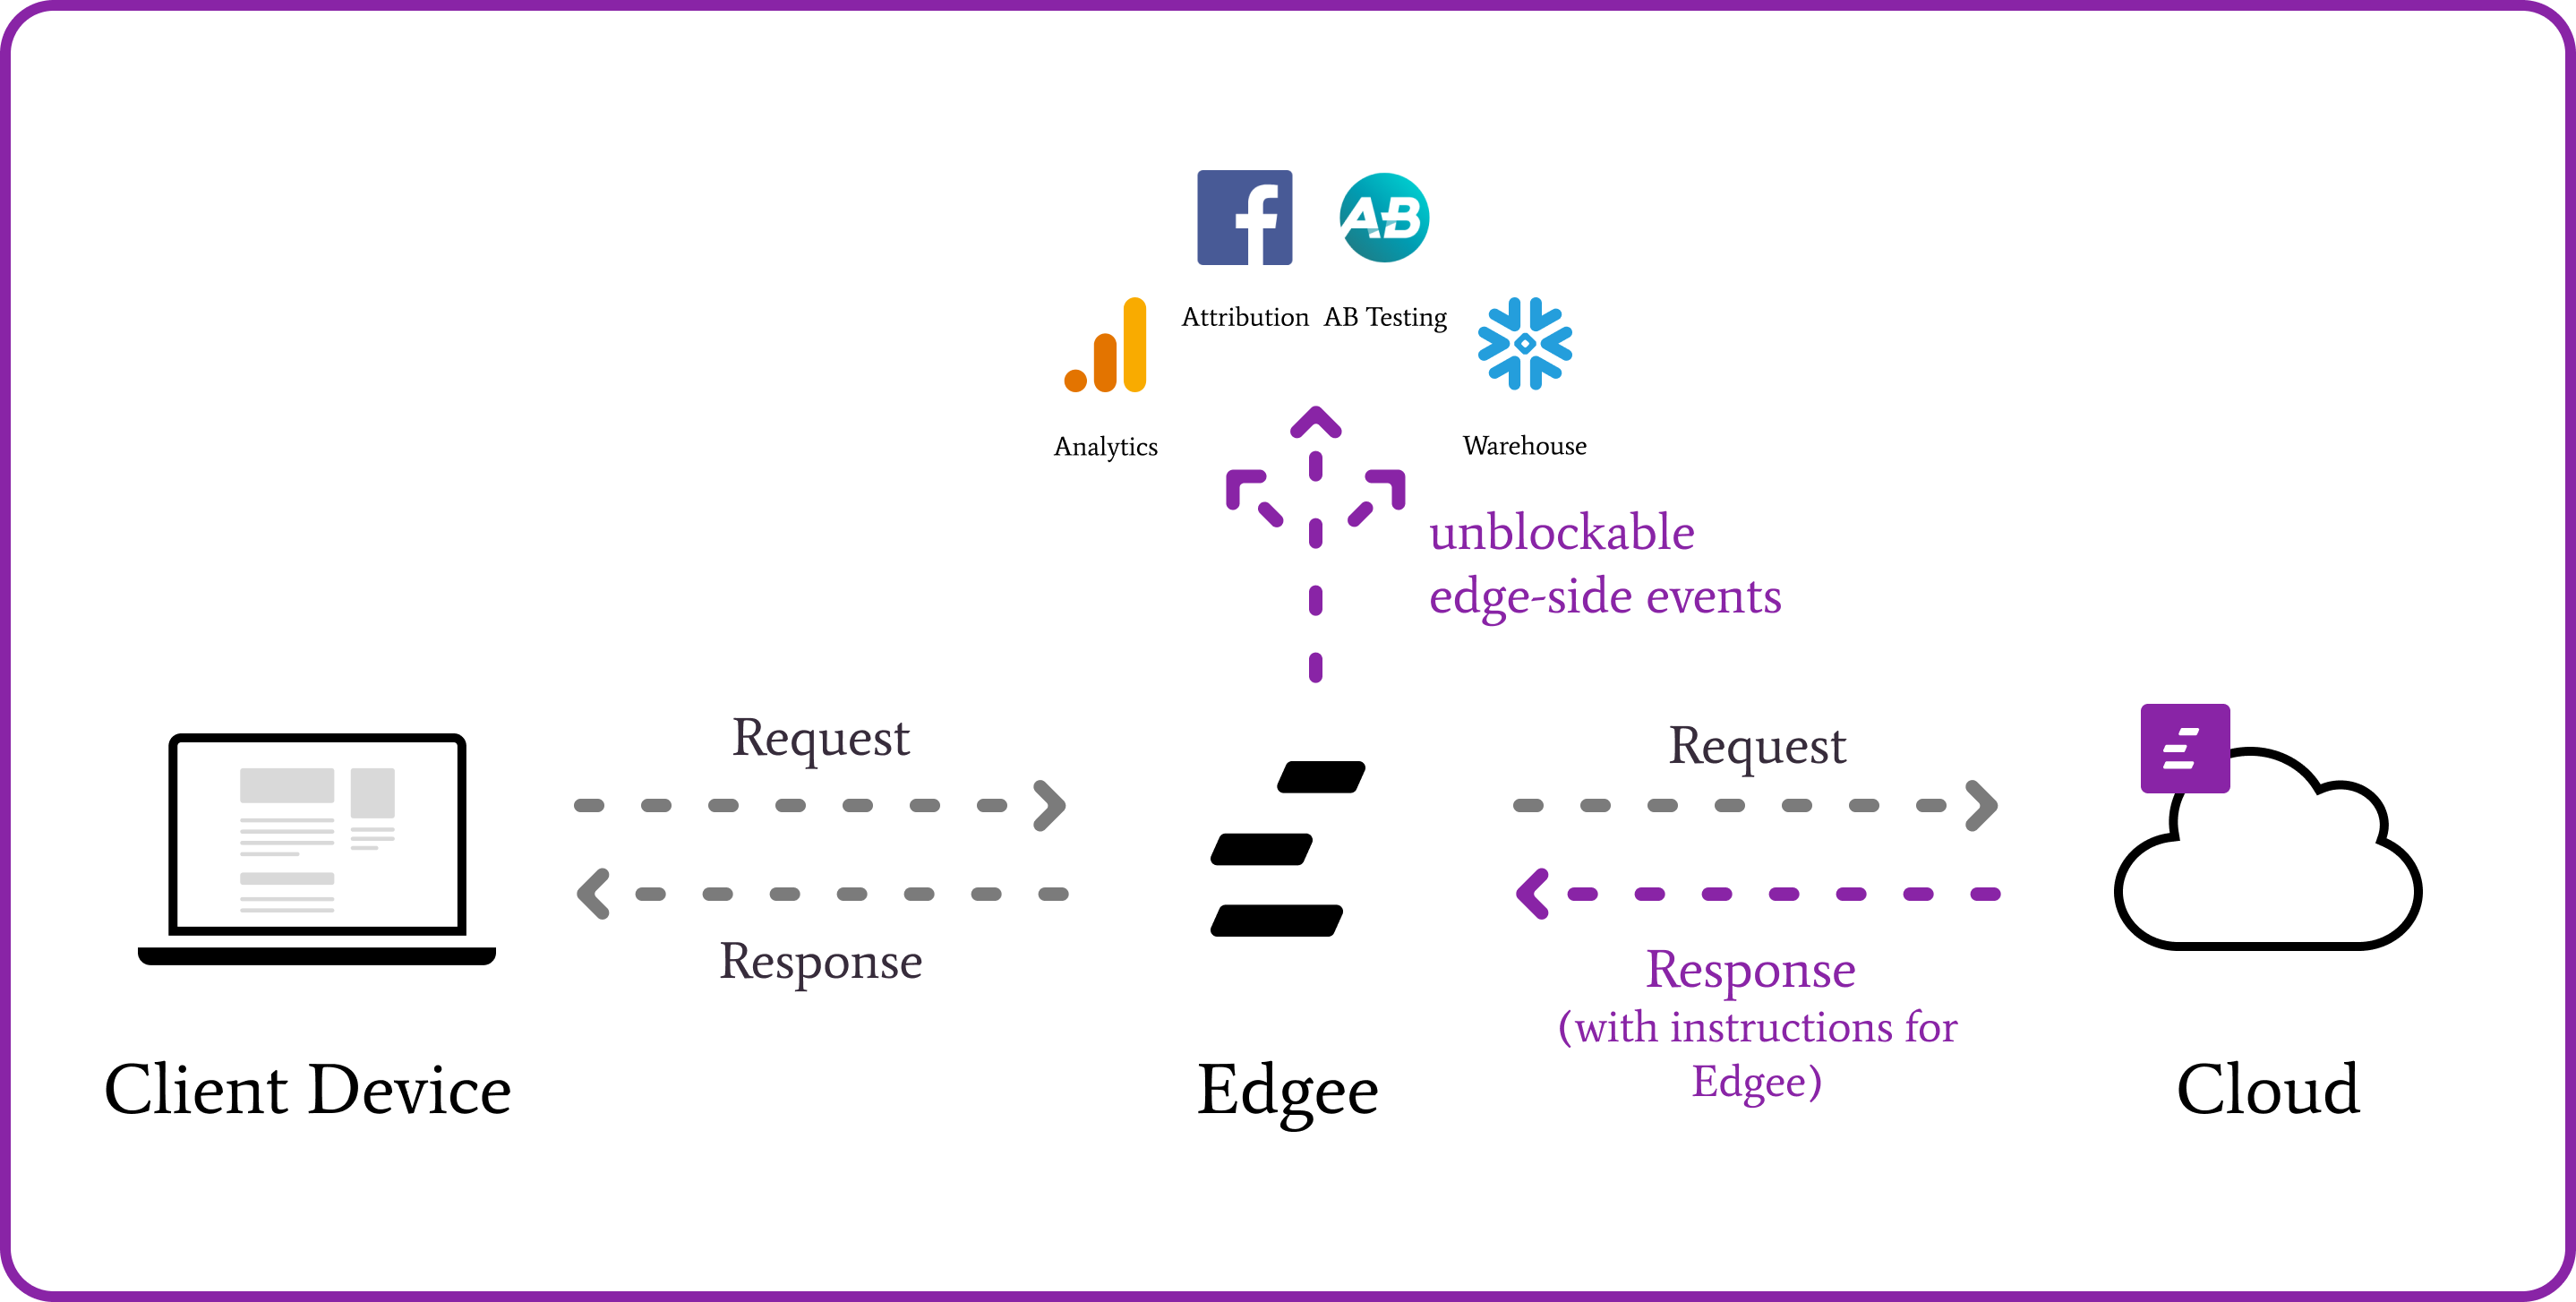 AB
Attribution AB Testing
Analytics
Warehouse
unblockable
edge-side events
Request
Request
Response
Response
(with instructions for
Edgee)
Client Device
Edgee
Cloud